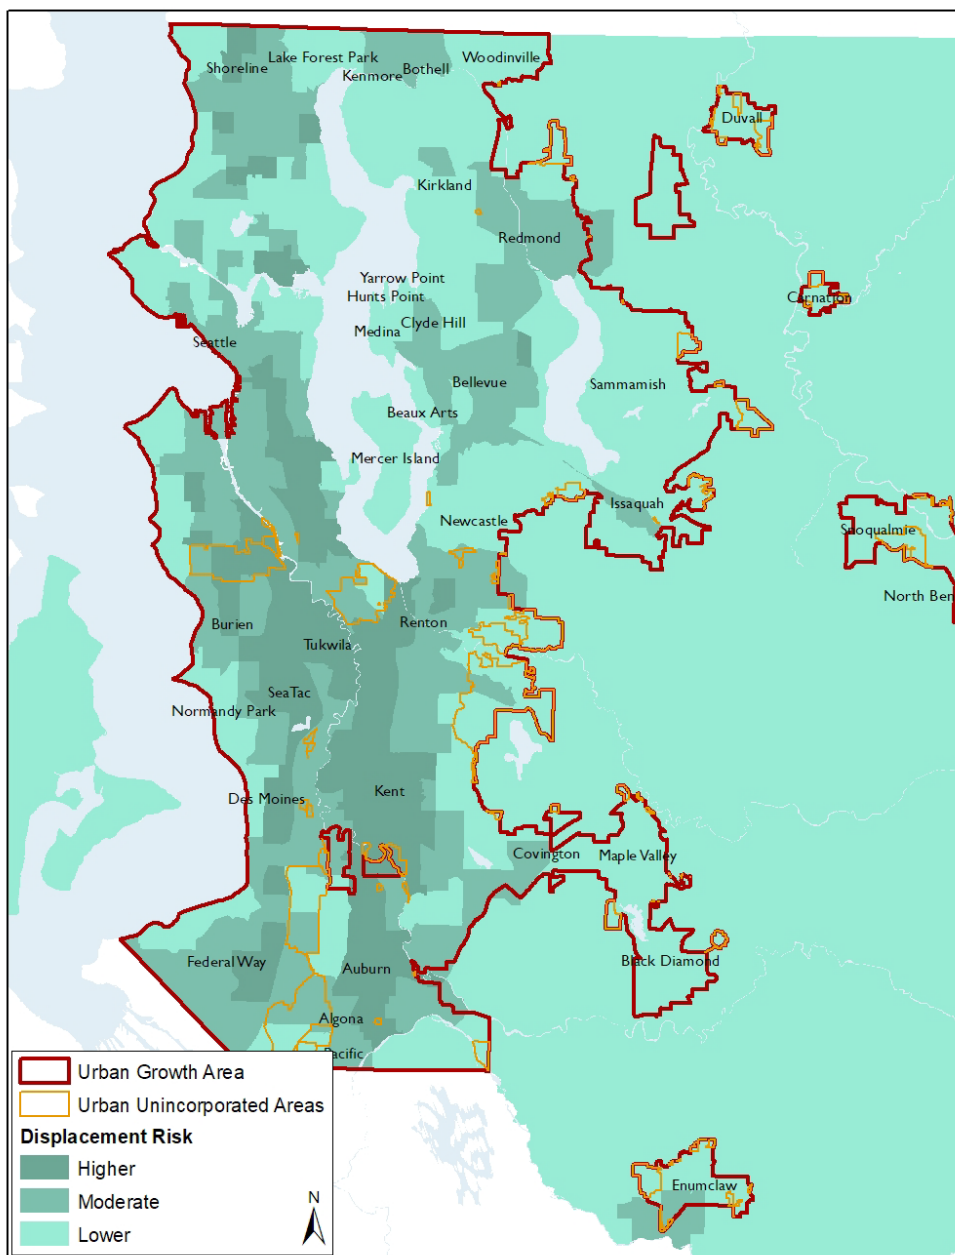 Lake Forest Park
Woodinville
Shoreline
Bothell
Kenmore
Duvall
Kirkland
Redmond
Yarrow Point
Hunts Point
Carnation
Clyde Hill
Medina
Seattle
Bellevue
Sammamish
Beaux Arts
Mercer Island
Issaquah
Newcastle
Snoqualmie
North Ben
Burien
Renton
Tukwila
SeaTac
Normandy Park
Kent
Des Moines
Covington
Maple Valley
Federal Way
Auburn
Black Diamond
Algona
Pacific
Enumclaw
Urban Growth Area
Urban Unincorporated Areas
Displacement Risk
Higher
Moderate
Lower
N